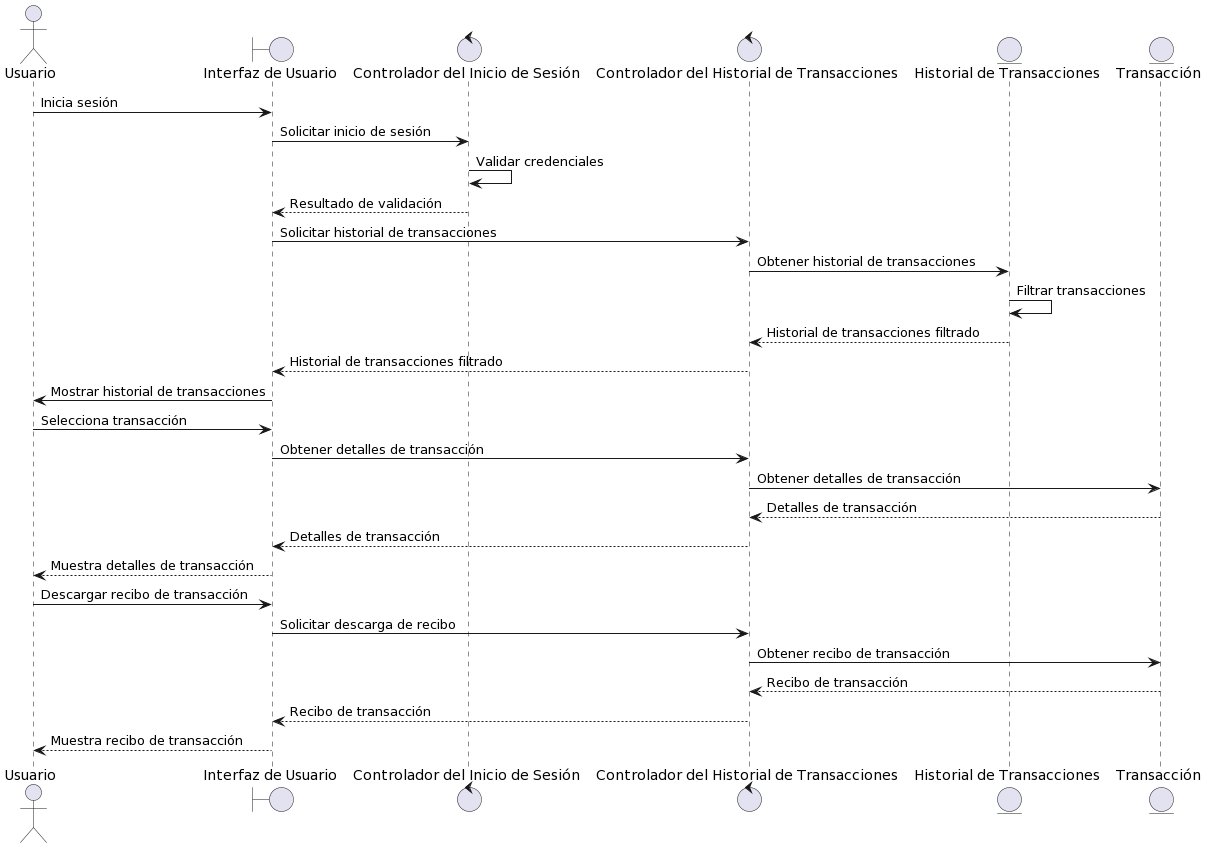 Usuario
Interfaz de Usuario
Controlador del Inicio de Sesión
Controlador del Historial de Transacciones
Historial de Transacciones
Transacción
Inicia sesión
Solicitar inicio de sesión
Validar credenciales
Resultado de validación
Solicitar historial de transacciones
Obtener historial de transacciones
Filtrar transacciones
Historial de transacciones filtrado
Historial de transacciones filtrado
Mostrar historial de transacciones
Selecciona transacción
Obtener detalles de transacción
Obtener detalles de transacción
Detalles de transacción
Detalles de transacción
Muestra detalles de transacción
Descargar recibo de transacción
Solicitar descarga de recibo
Obtener recibo de transacción
Recibo de transacción
Recibo de transacción
Muestra recibo de transacción
Usuario
Interfaz de Usuario
Controlador del Inicio de Sesión
Controlador del Historial de Transacciones
Historial de Transacciones
Transacción